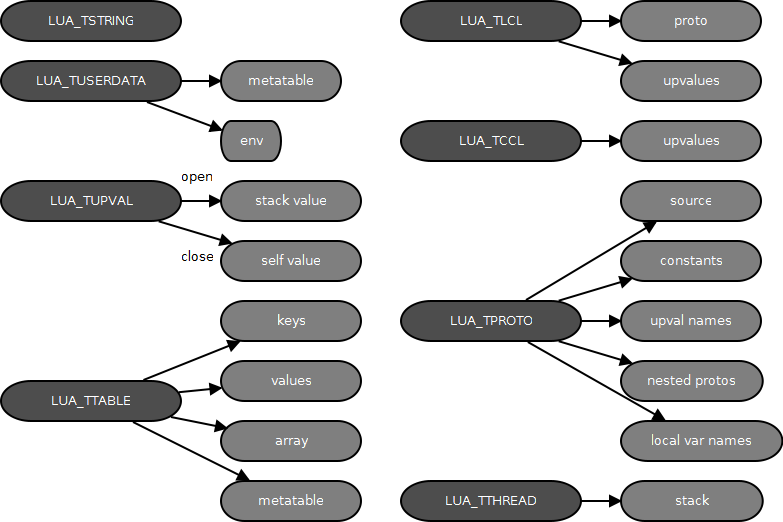 LUA_TSTRING
LUA_TUSERDATA
metatable
env
LUA_TUPVAL
open
stack value
close
self value
LUA_TTABLE
keys
values
array
metatable
LUA_TLCL
proto
upvalues
LUA_TCCL
upvalues
LUA_TPROTO
source
constants
upval names
nested protos
local var names
LUA_TTHREAD
stack